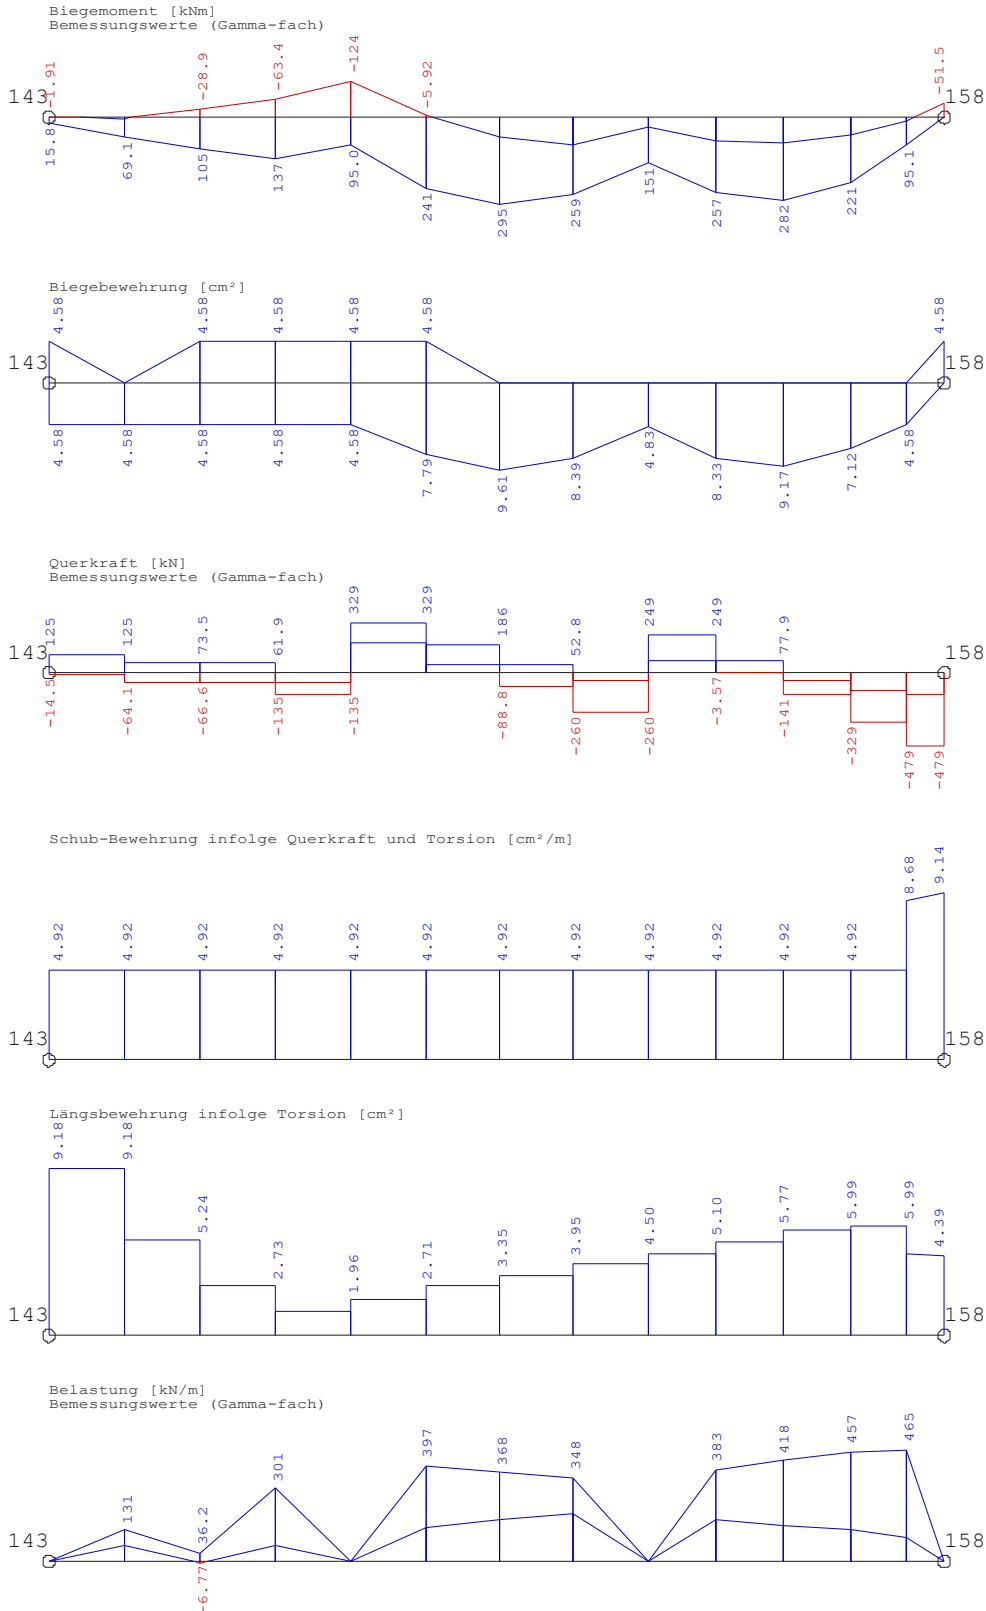 Biegemoment [kNm]
Bemessungswerte (Gamma-fach)
-1.91 -28.9 -63.4 -124 -5.92 -51.5
143 158
15.8 69.1 105 137 95.0 241 295 259 151 257 282 221 95.1
Biegebewehrung [cm²]
4.58 4.58 4.58 4.58 4.58 4.58
143 158
4.58 4.58 4.58 4.58 4.58 7.79 9.61 8.39 4.83 8.33 9.17 7.12 4.58
Querkraft [kN]
Bemessungswerte (Gamma-fach)
125 125 73.5 61.9 329 329 186 52.8 249 249 77.9
143 158
-14.5 -64.1 -66.6 -135 -135 -88.8 -260 -260 -3.57 -141 -329 -479 -479
Schub-Bewehrung infolge Querkraft und Torsion [cm²/m]
4.92 4.92 4.92 4.92 4.92 4.92 4.92 4.92 4.92 4.92 4.92 4.92 8.68 9.14
143 158
Längsbewehrung infolge Torsion [cm²]
9.18 9.18 5.24 2.73 1.96 2.71 3.35 3.95 4.50 5.10 5.77 5.99 5.99 4.39
143 158
Belastung [kN/m]
Bemessungswerte (Gamma-fach)
131 36.2 301 397 368 348 383 418 457 465
143 158
-6.77